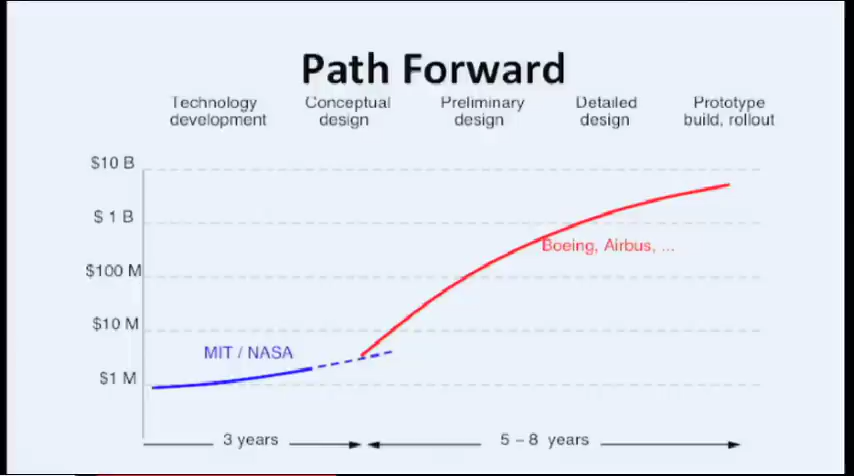 Path Forward
Technology development
Conceptual design
Preliminary design
Detailed design
Prototype build, rollout
$10 B
$ 1 B
Boeing, Airbus, ...
$100 M
$10 M
MIT / NASA
$1 M
3 years
5 – 8 years